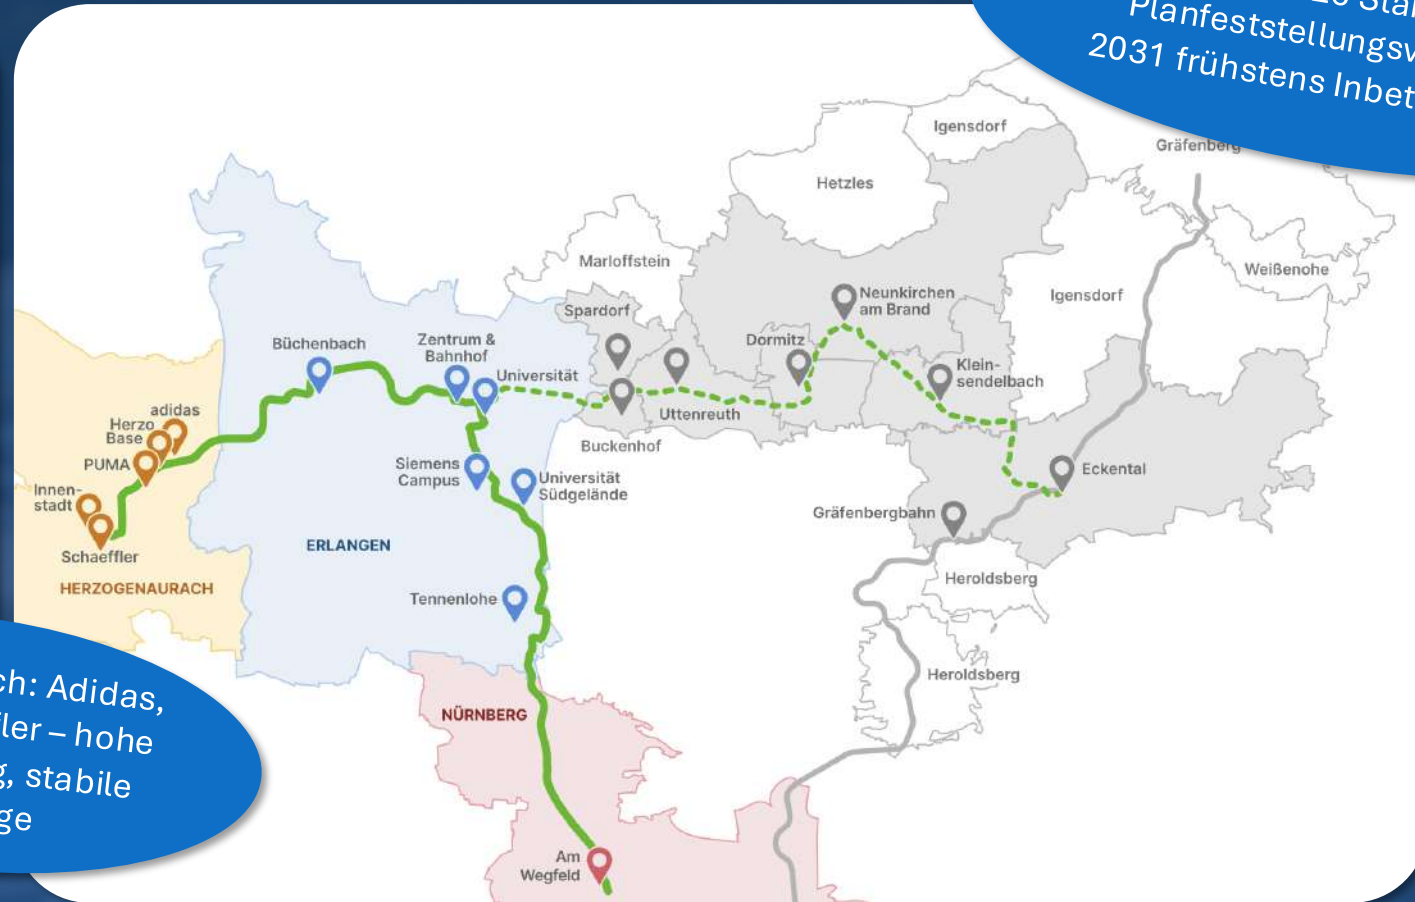 Planfeststellungsv
2031 frühstens Inbet
Igensdorf
Gräfenberg
Hetzles
Marloffstein
Weißenohe
Igensdorf
Spardorf
Neunkirchen
am Brand
Büchenbach
Zentrum &
Bahnhof
Dormitz
Universität
Klein-
sendelbach
adidas
Herzo
Base
Uttenreuth
Buckenhof
PUMA
Siemens
Campus
Universität
Südgelände
Eckental
Innen-
stadt
Gräfenbergbahn
Schaeffler
ERLANGEN
HERZOGENAURACH
Heroldsberg
Tennenlohe
Heroldsberg
ch: Adidas,
ler – hohe
g, stabile
ge
NÜRNBERG
Am
Wegfeld